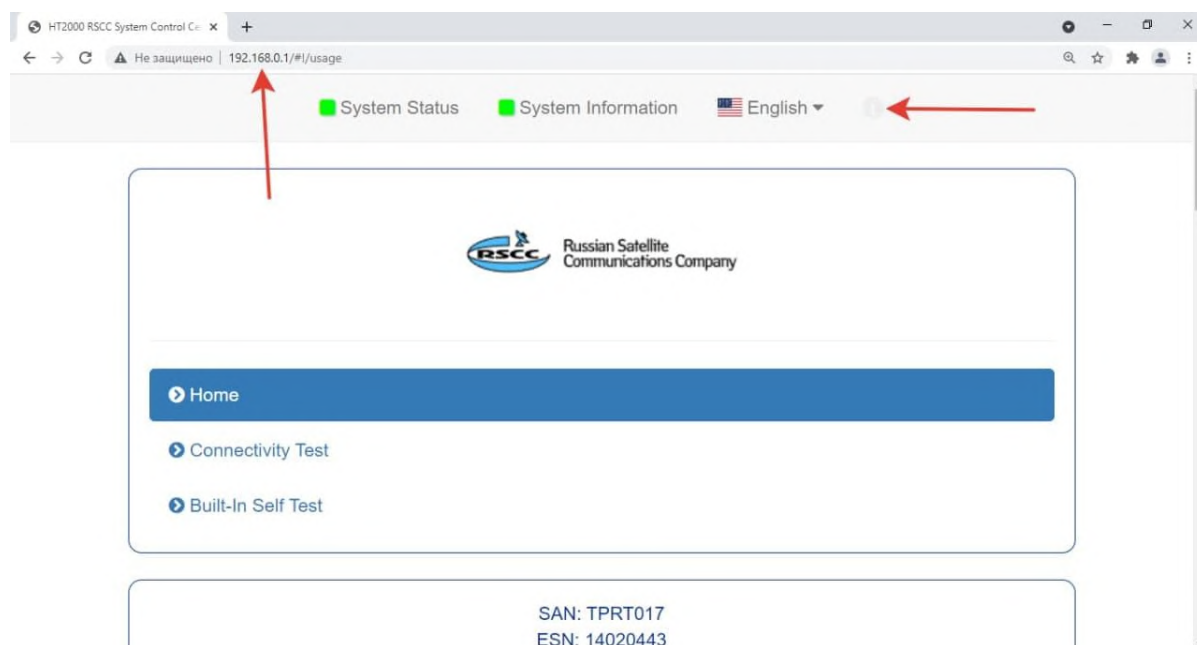 HT2000 RSCC System Control Ce
Не защищено | 192.168.0.1/#!/usage
System Status System Information English
RSCC Russian Satellite
Communications Company
Home
Connectivity Test
Built-In Self Test
SAN: TPRT017
ESN: 14020443